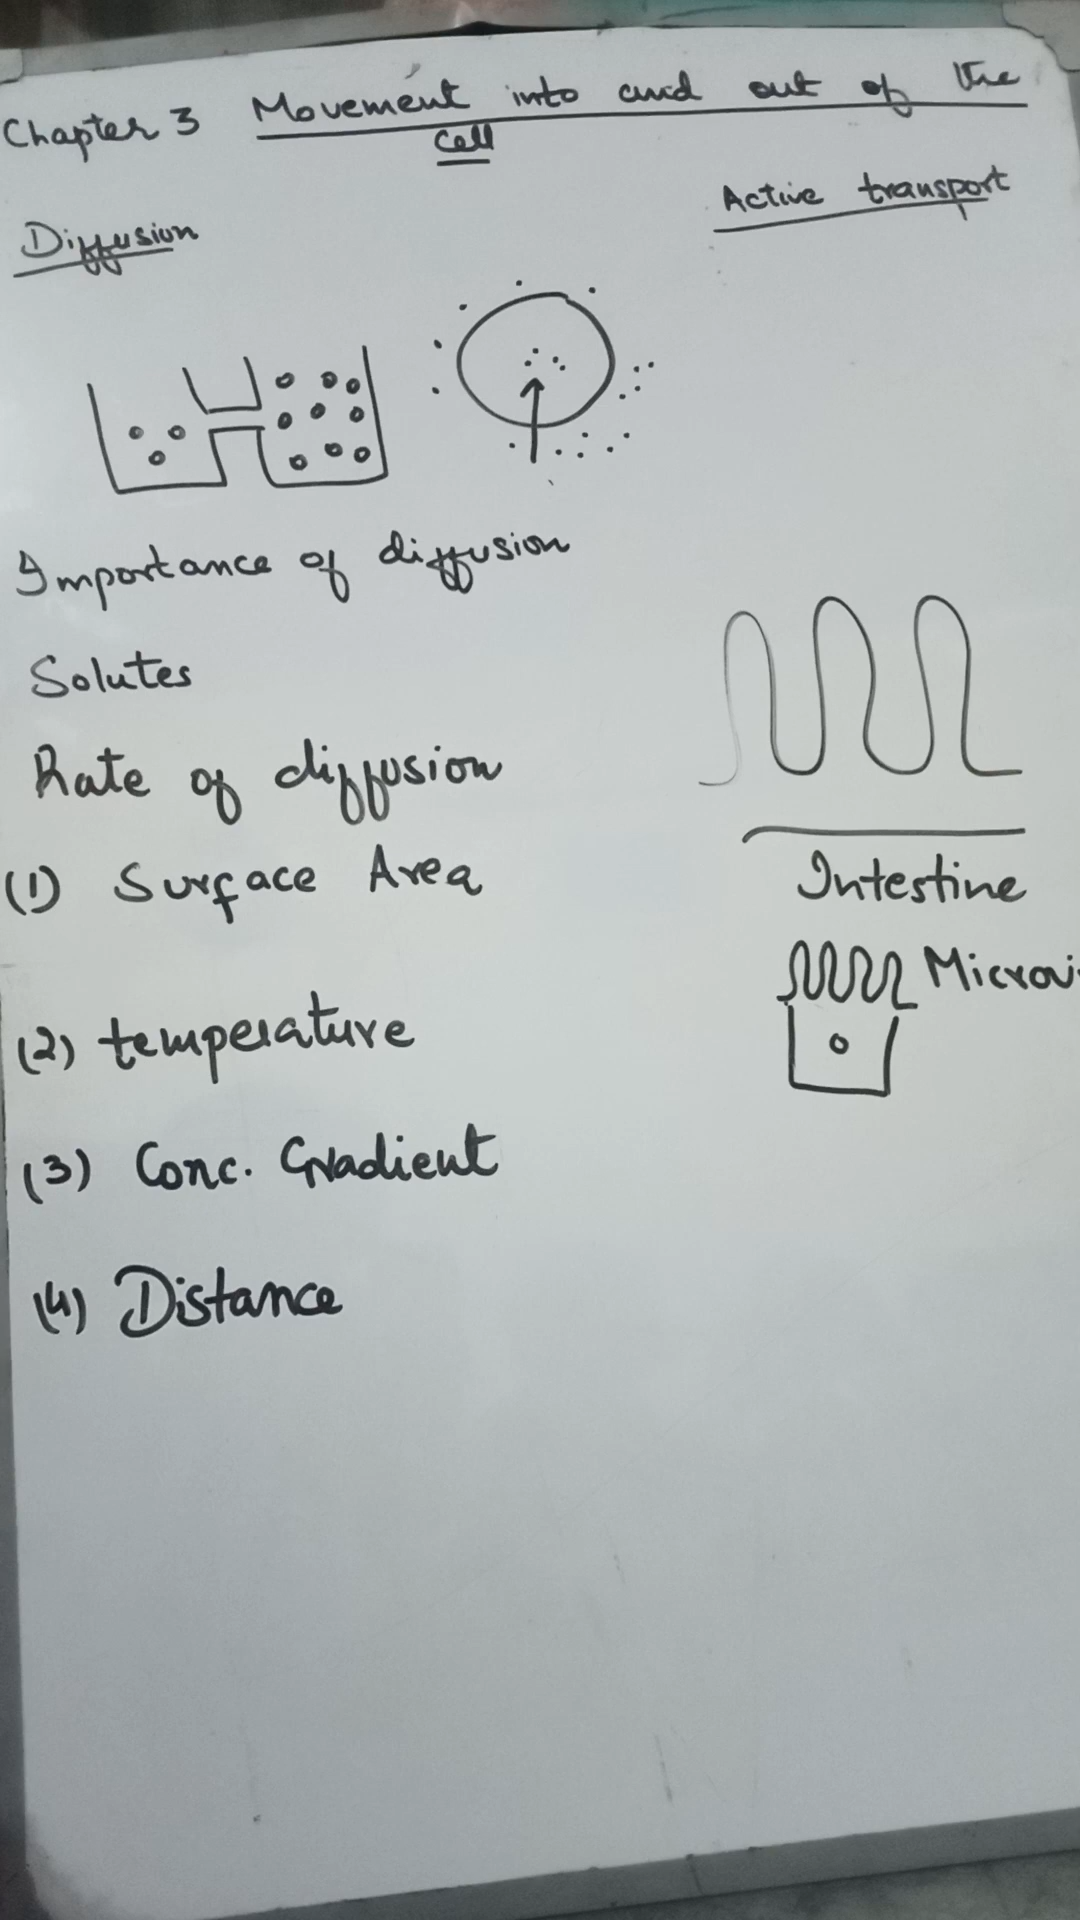 Chapter 3 Movement into and out of the
cell
Active transport
Diffusion
Importance of diffusion
Solutes
Rate of diffusion
(1) Surface Area
Intestine
Microvi
(2) temperature
(3) Conc. Gradient
(4) Distance